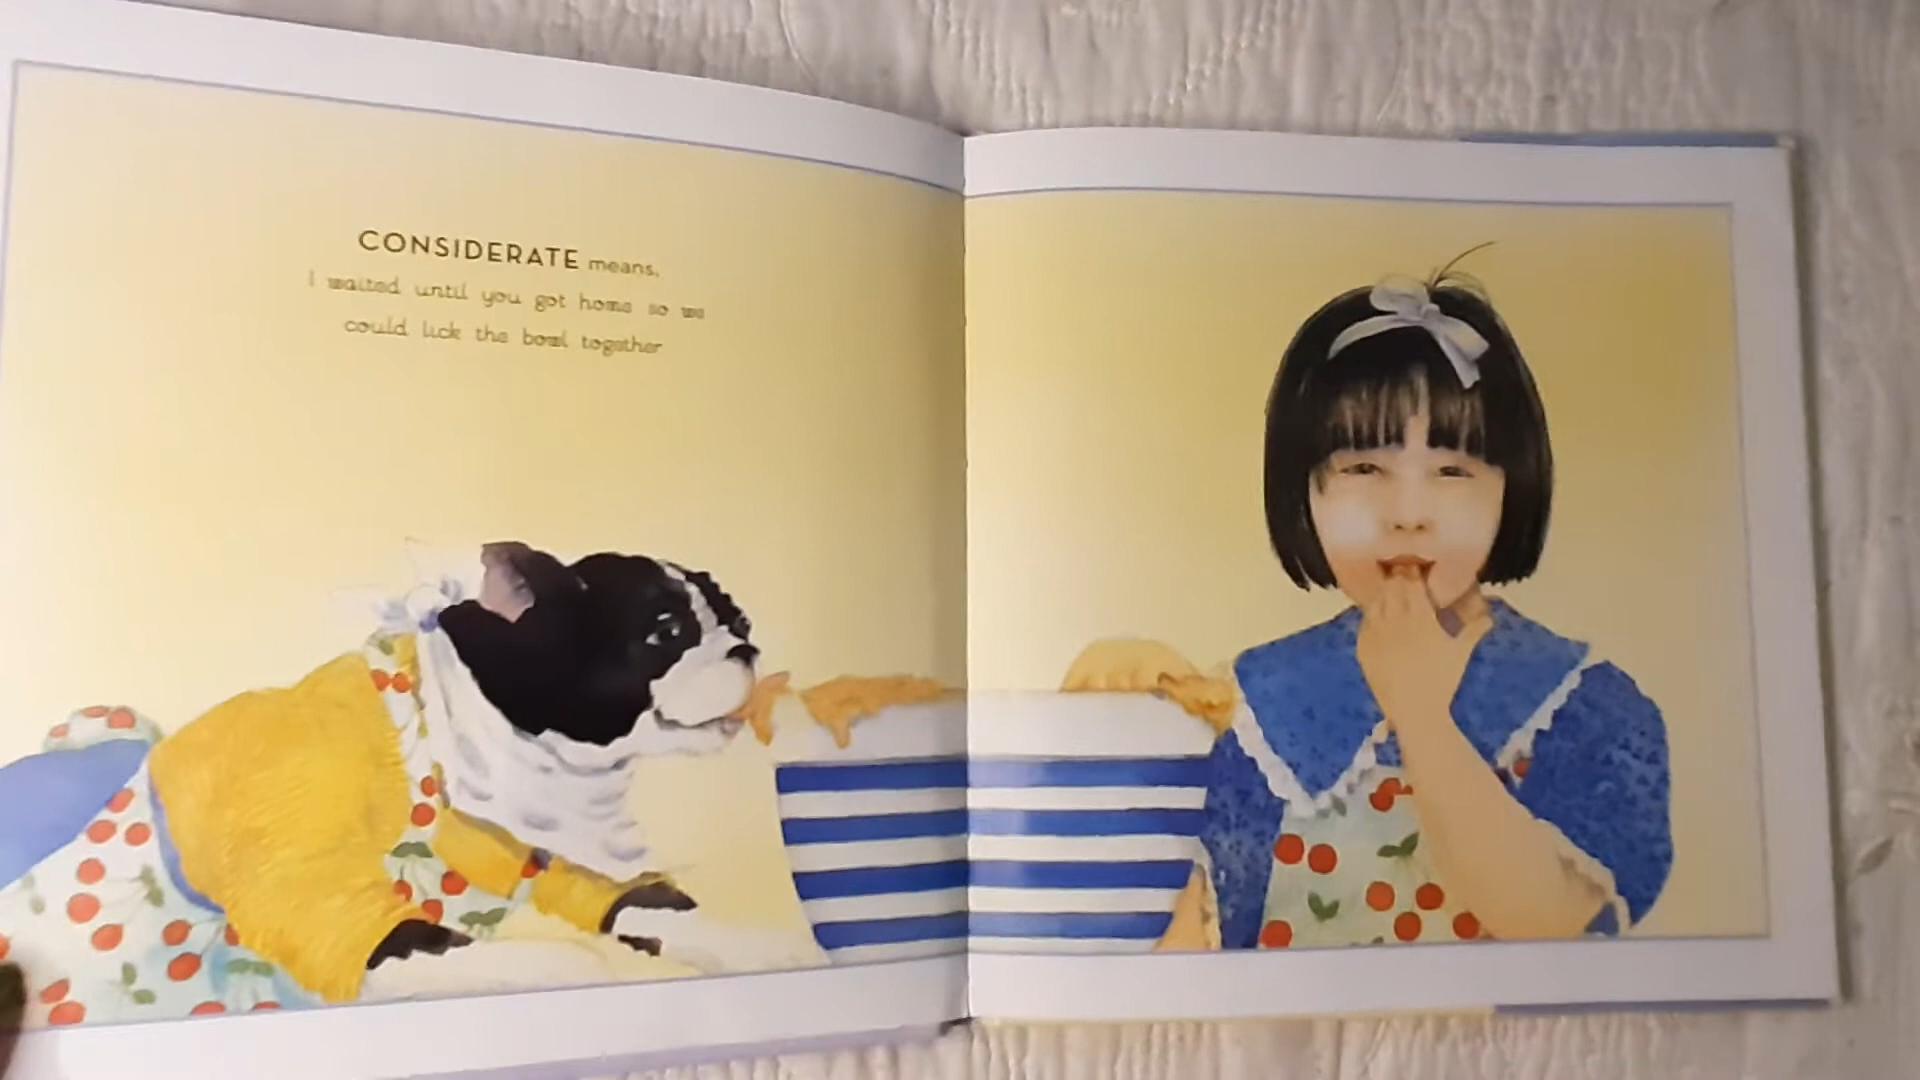 CONSIDERATE means,
I waited until you got home so we
could lick the bowl together